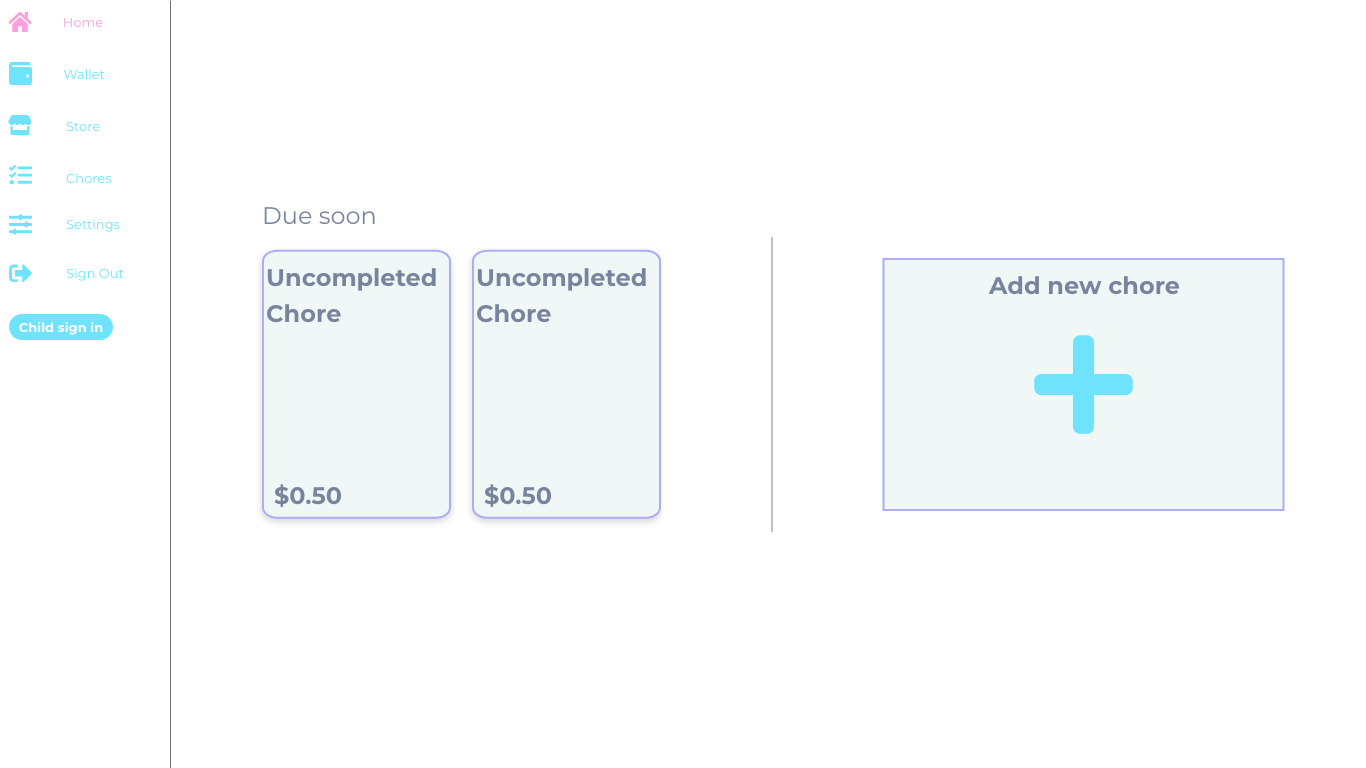 Home
Wallet
Store
Chores
Settings
Sign Out
Child sign in
Due soon
Uncompleted
Chore
$0.50
Uncompleted
Chore
$0.50
Add new chore